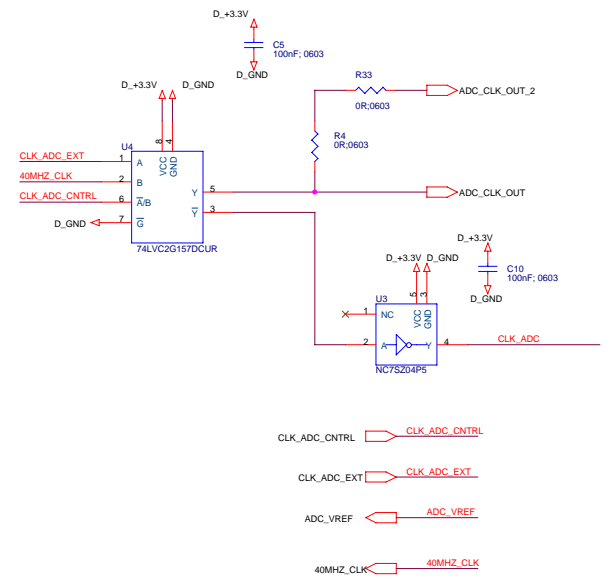 D_+3.3V
C5
100nF; 0603
D_GND
R33
0R;0603
ADC_CLK_OUT_2
D_+3.3V
D_GND
R4
0R;0603
U4
8
4
VCC
GND
CLK_ADC_EXT
1
A
40MHZ_CLK
2
B
CLK_ADC_CNTRL
6
A/B
D_GND
7
G
Y
5
Y
3
ADC_CLK_OUT
74LVC2G157DCUR
D_+3.3V
D_+3.3V
D_GND
C10
100nF; 0603
D_GND
U3
5
3
VCC
GND
1
NC
2
A
Y
4
CLK_ADC
NC7SZ04P5
CLK_ADC_CNTRL
CLK_ADC_CNTRL
CLK_ADC_EXT
CLK_ADC_EXT
ADC_VREF
ADC_VREF
40MHZ_CLK
40MHZ_CLK